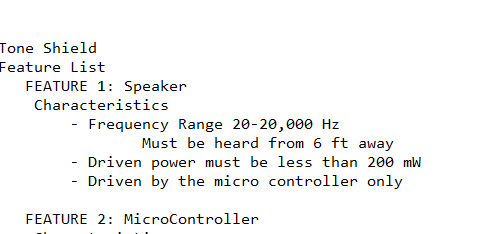 Tone Shield
Feature List
FEATURE 1: Speaker
Characteristics
- Frequency Range 20-20,000 Hz
Must be heard from 6 ft away
- Driven power must be less than 200 mW
- Driven by the micro controller only
FEATURE 2: MicroController